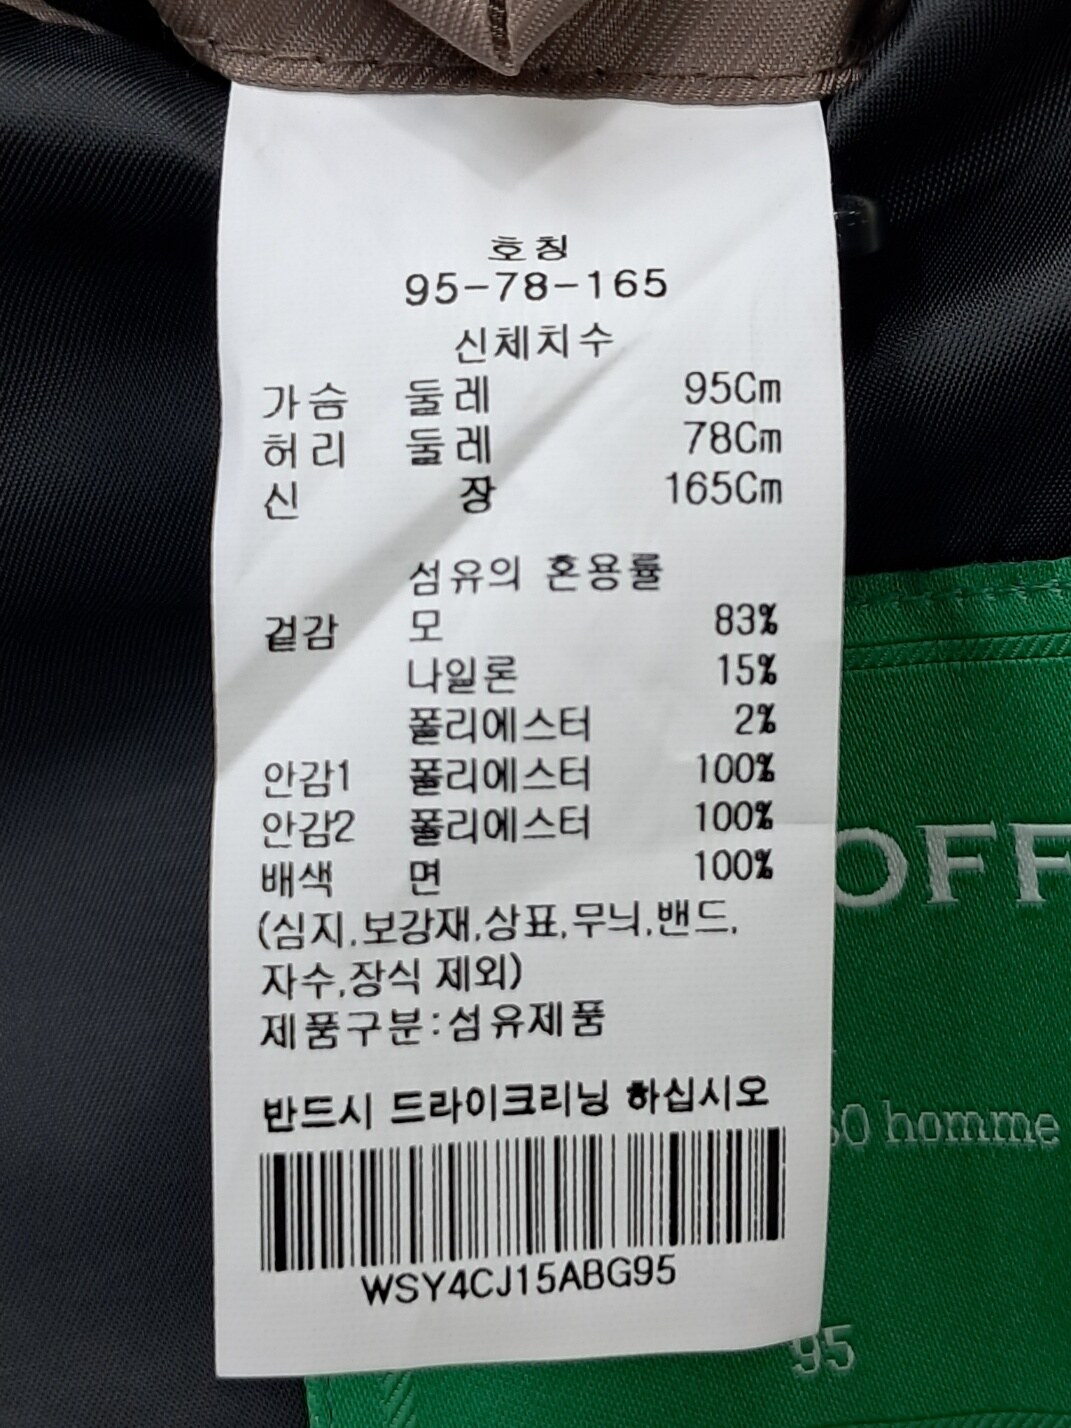 호칭
95-78-165
신체치수
가슴 둘레 95Cm
허리 둘레 78Cm
신 장 165Cm
섬유의 혼용률
겉감 모 83%
나일론 15%
폴리에스터 2%
안감1 폴리에스터 100%
안감2 폴리에스터 100%
배색 면 100%
(심지,보강재,상표,무늬,밴드,
자수,장식 제외)
제품구분:섬유제품
반드시 드라이크리닝 하십시오
WSY4CJ15ABG95
OFF
homme
95